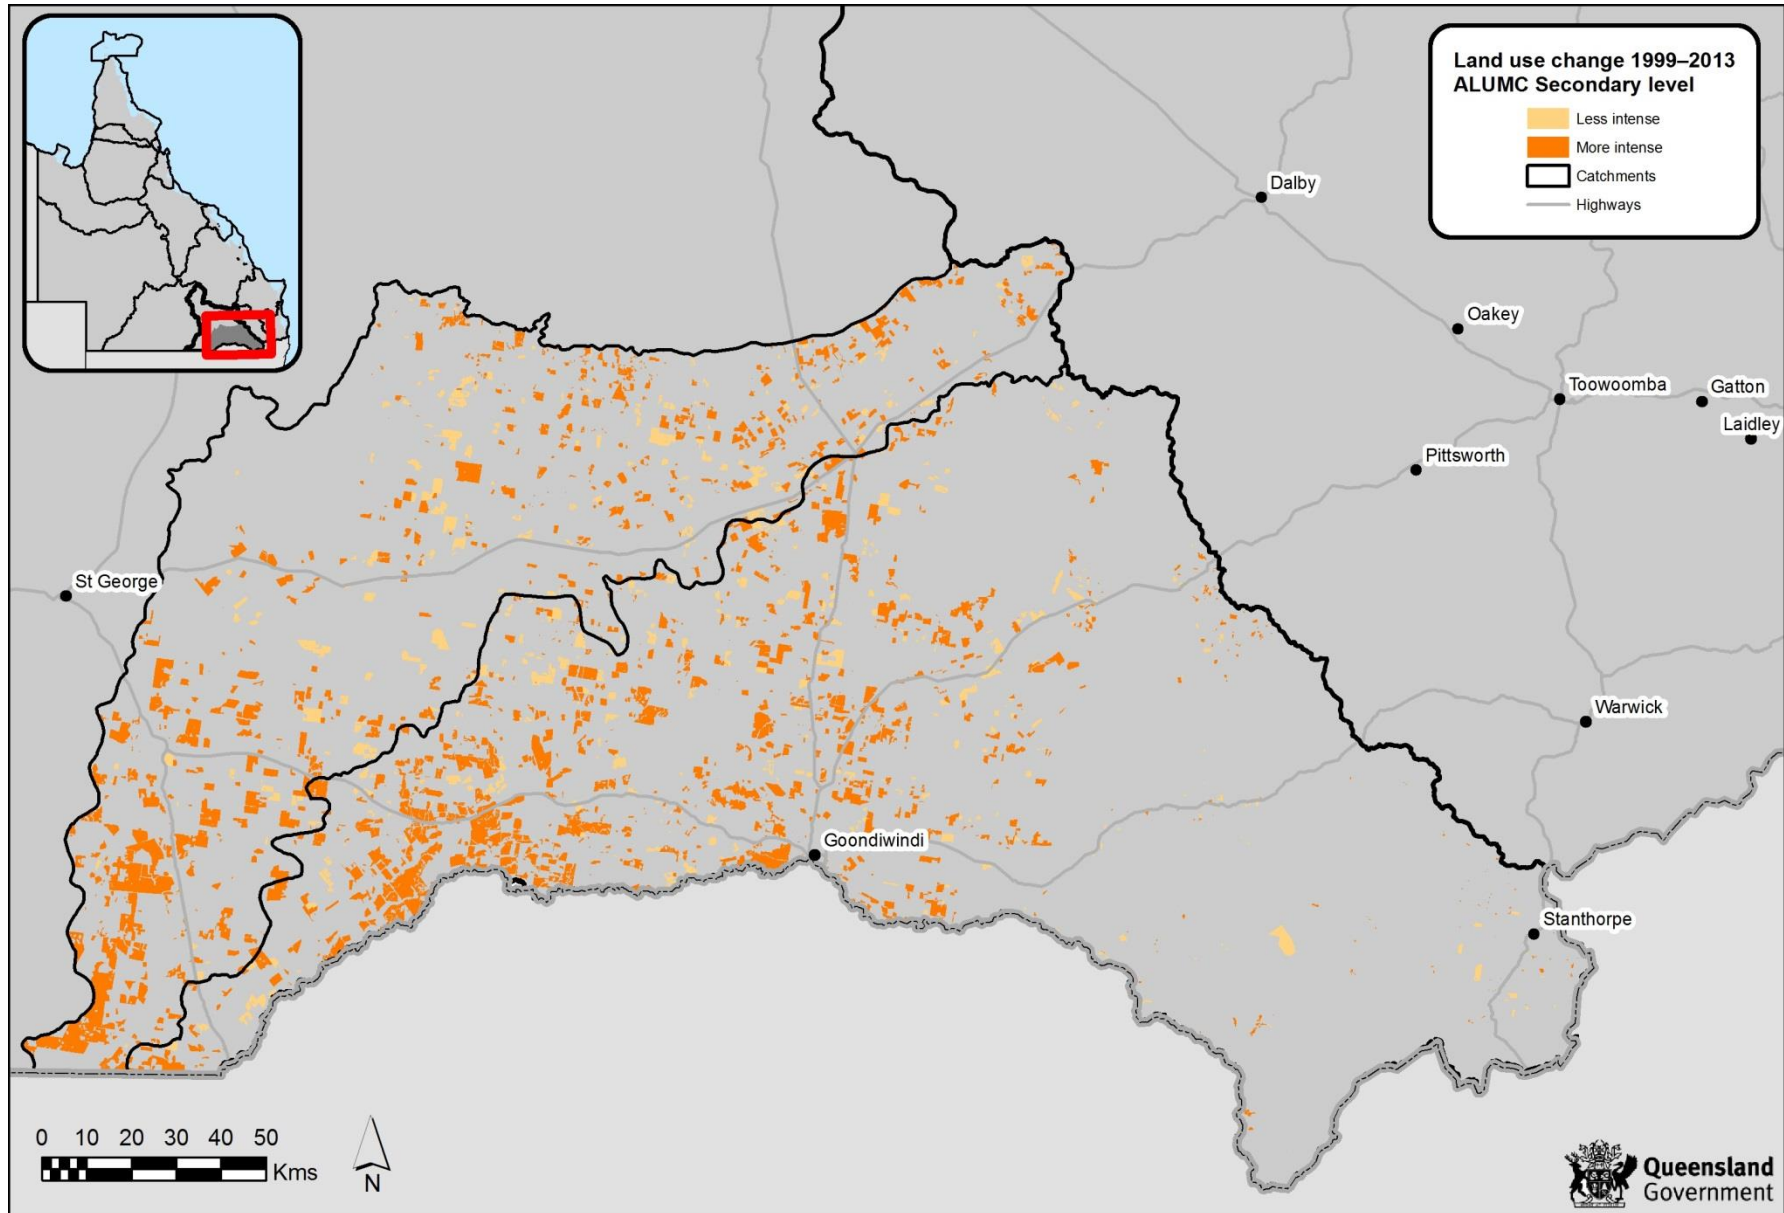 Land use change 1999–2013
ALUMC Secondary level
Less intense
More intense
Catchments
Highways
Dalby
Oakey
Toowoomba
Gatton
Laidley
Pittsworth
St George
Warwick
Goondiwindi
Stanthorpe
0 10 20 30 40 50
Kms
N
Queensland
Government